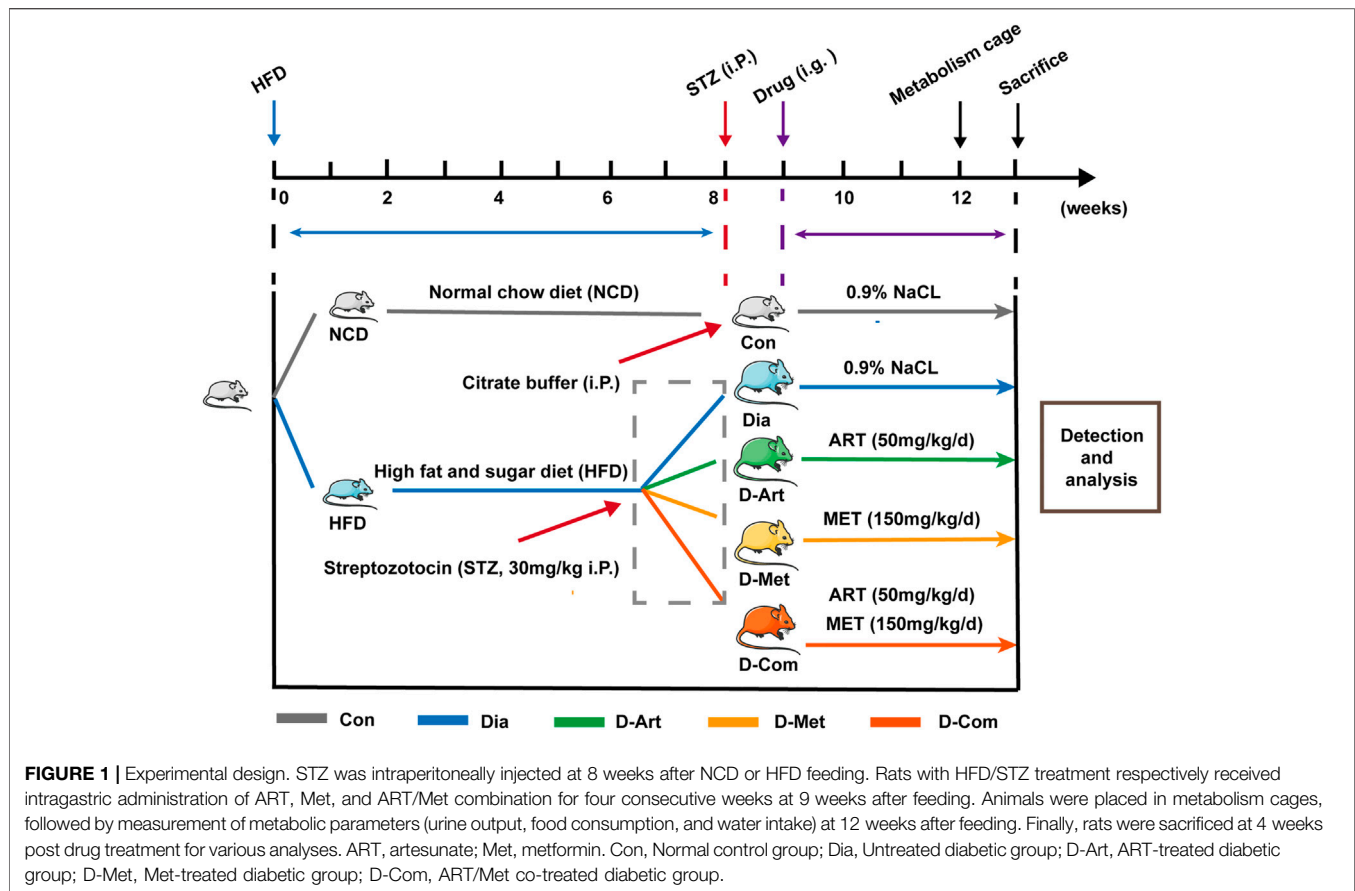 HFD
STZ (i.P.)
Drug (i.g. )
Metabolism cage
Sacrifice
0
2
4
6
8
10
12
(weeks)
Normal chow diet (NCD)
0.9% NaCL
NCD
Con
Citrate buffer (i.P.)
0.9% NaCL
Dia
ART (50mg/kg/d)
High fat and sugar diet (HFD)
D-Art
HFD
MET (150mg/kg/d)
Streptozotocin (STZ, 30mg/kg i.P.)
D-Met
ART (50mg/kg/d)
MET (150mg/kg/d)
D-Com
Detection
and
analysis
Con
Dia
D-Art
D-Met
D-Com
FIGURE 1 | Experimental design. STZ was intraperitoneally injected at 8 weeks after NCD or HFD feeding. Rats with HFD/STZ treatment respectively received
intragastric administration of ART, Met, and ART/Met combination for four consecutive weeks at 9 weeks after feeding. Animals were placed in metabolism cages,
followed by measurement of metabolic parameters (urine output, food consumption, and water intake) at 12 weeks after feeding. Finally, rats were sacrificed at 4 weeks
post drug treatment for various analyses. ART, artesunate; Met, metformin. Con, Normal control group; Dia, Untreated diabetic group; D-Art, ART-treated diabetic
group; D-Met, Met-treated diabetic group; D-Com, ART/Met co-treated diabetic group.